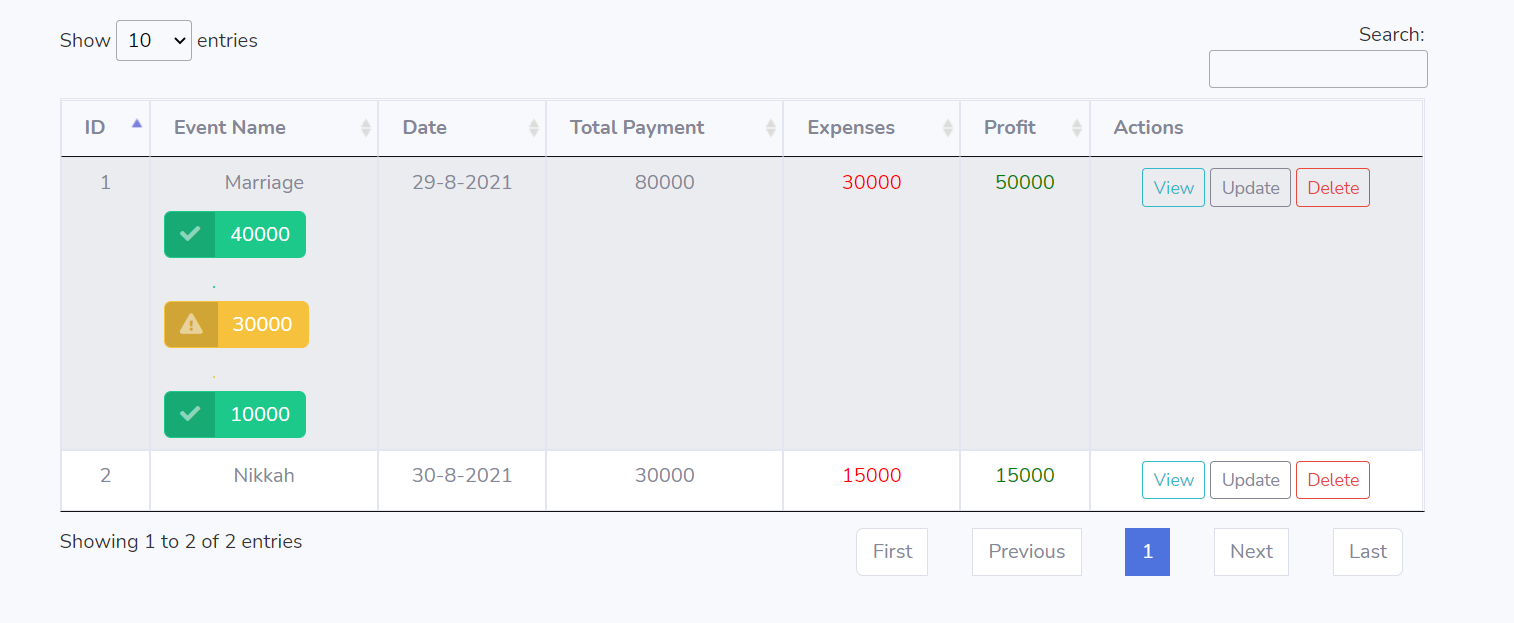 Show 10 entries
Search:
ID Event Name Date Total Payment Expenses Profit Actions
1 Marriage 29-8-2021 80000 30000 50000 View Update Delete
40000
30000
10000
2 Nikkah 30-8-2021 30000 15000 15000 View Update Delete
Showing 1 to 2 of 2 entries
First Previous 1 Next Last